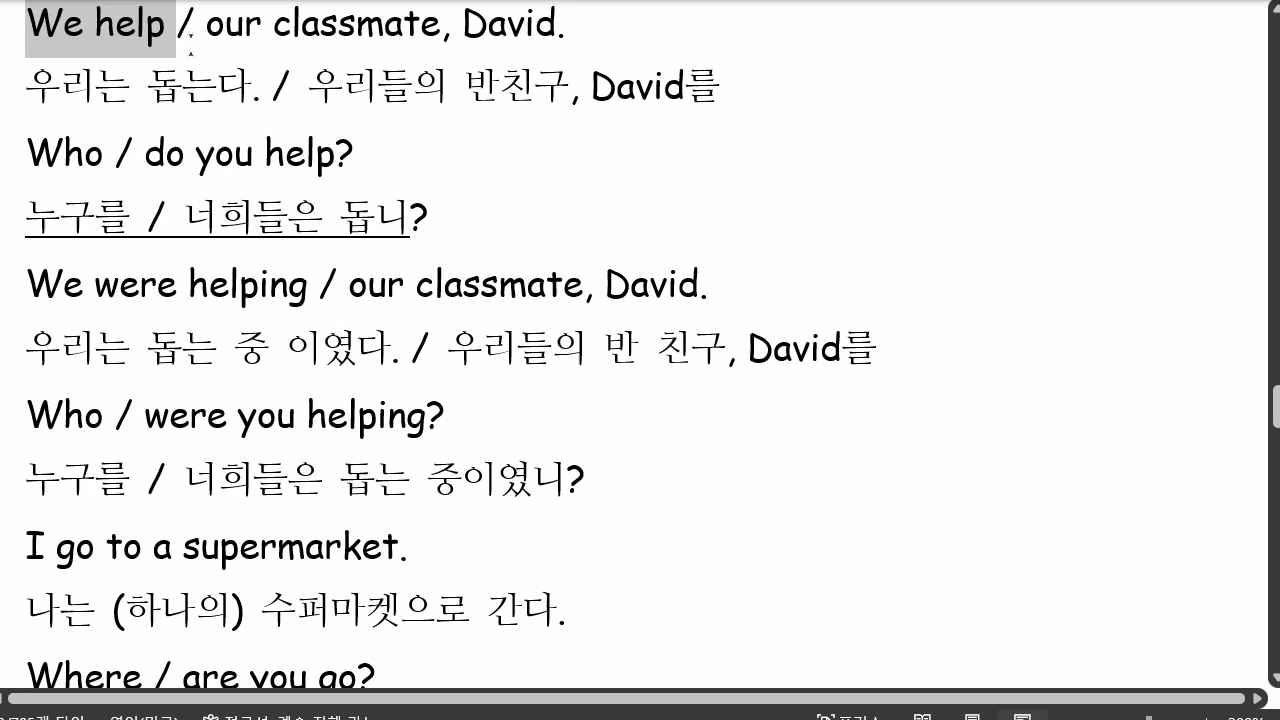 We help / our classmate, David.
우리는 돕는다. / 우리들의 반친구, David를
Who / do you help?
누구를 / 너희들은 돕니?
We were helping / our classmate, David.
우리는 돕는 중 이였다. / 우리들의 반 친구, David를
Who / were you helping?
누구를 / 너희들은 돕는 중이였니?
I go to a supermarket.
나는 (하나의) 수퍼마켓으로 간다.
Where / are you go?